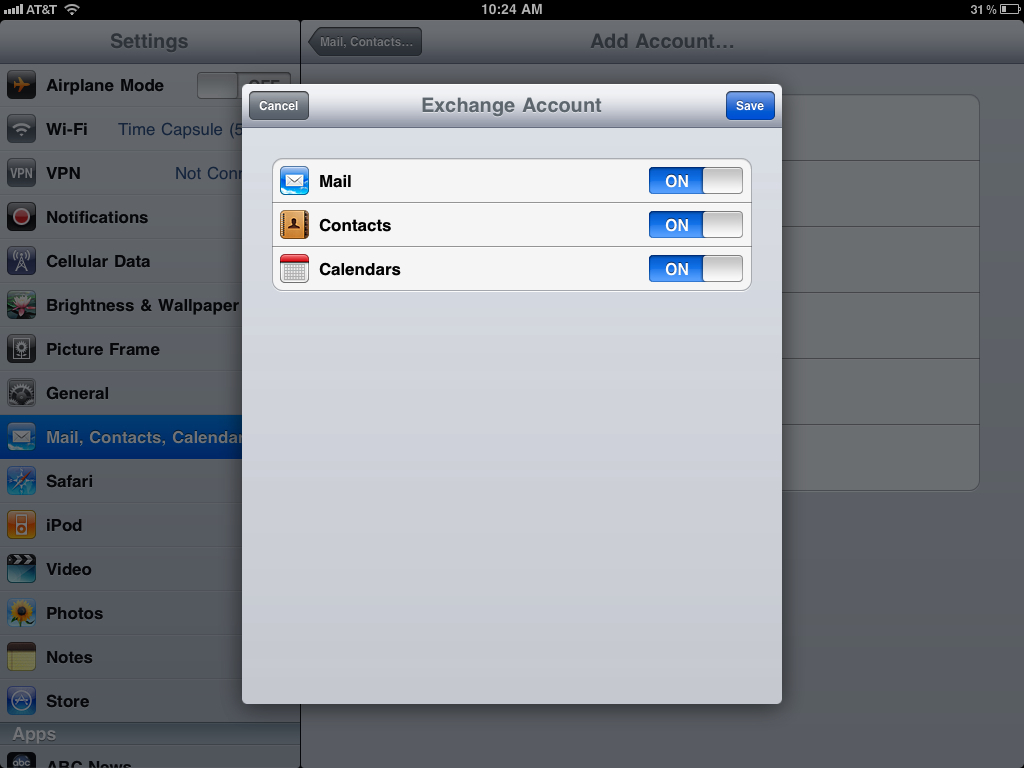 AT&T 10:24 AM 31%
Settings
Mail, Contacts...
Add Account...
Airplane Mode OFF
Wi-Fi Time Capsule (5
VPN VPN Not Conn
Notifications
Cellular Data
Brightness & Wallpaper
Picture Frame
General
Mail, Contacts, Calendar
Safari
iPod
Video
Photos
Notes
Store
Apps
abc ABC News
Cancel Exchange Account Save
Mail ON
Contacts ON
Calendars ON